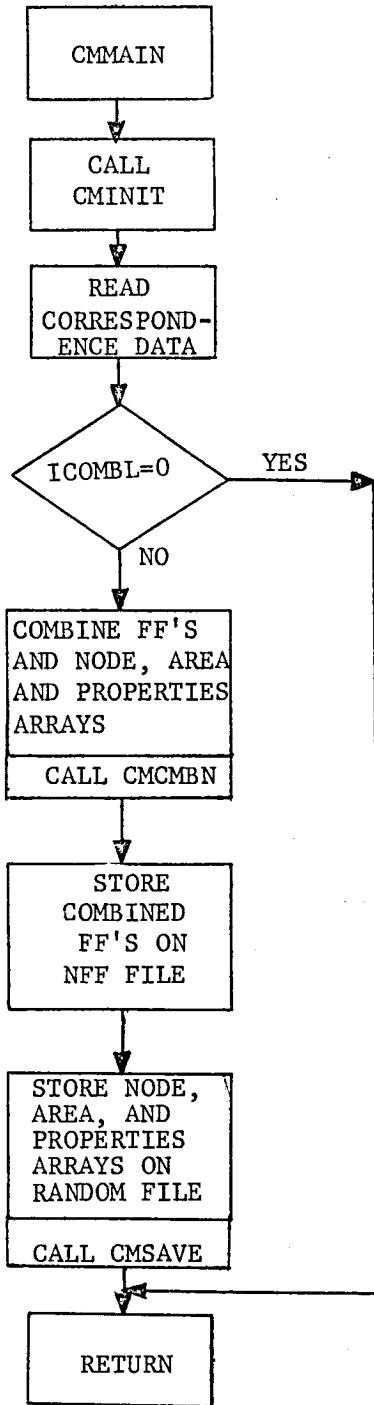 CMMAIN
CALL
CMINIT
READ
CORRESPOND-
ENCE DATA
ICOMBL=0
YES
NO
COMBINE FF'S
AND NODE, AREA
AND PROPERTIES
ARRAYS
CALL CMCMBN
STORE
COMBINED
FF'S ON
NFF FILE
STORE NODE,
AREA, AND
PROPERTIES
ARRAYS ON
RANDOM FILE
CALL CMSAVE
RETURN